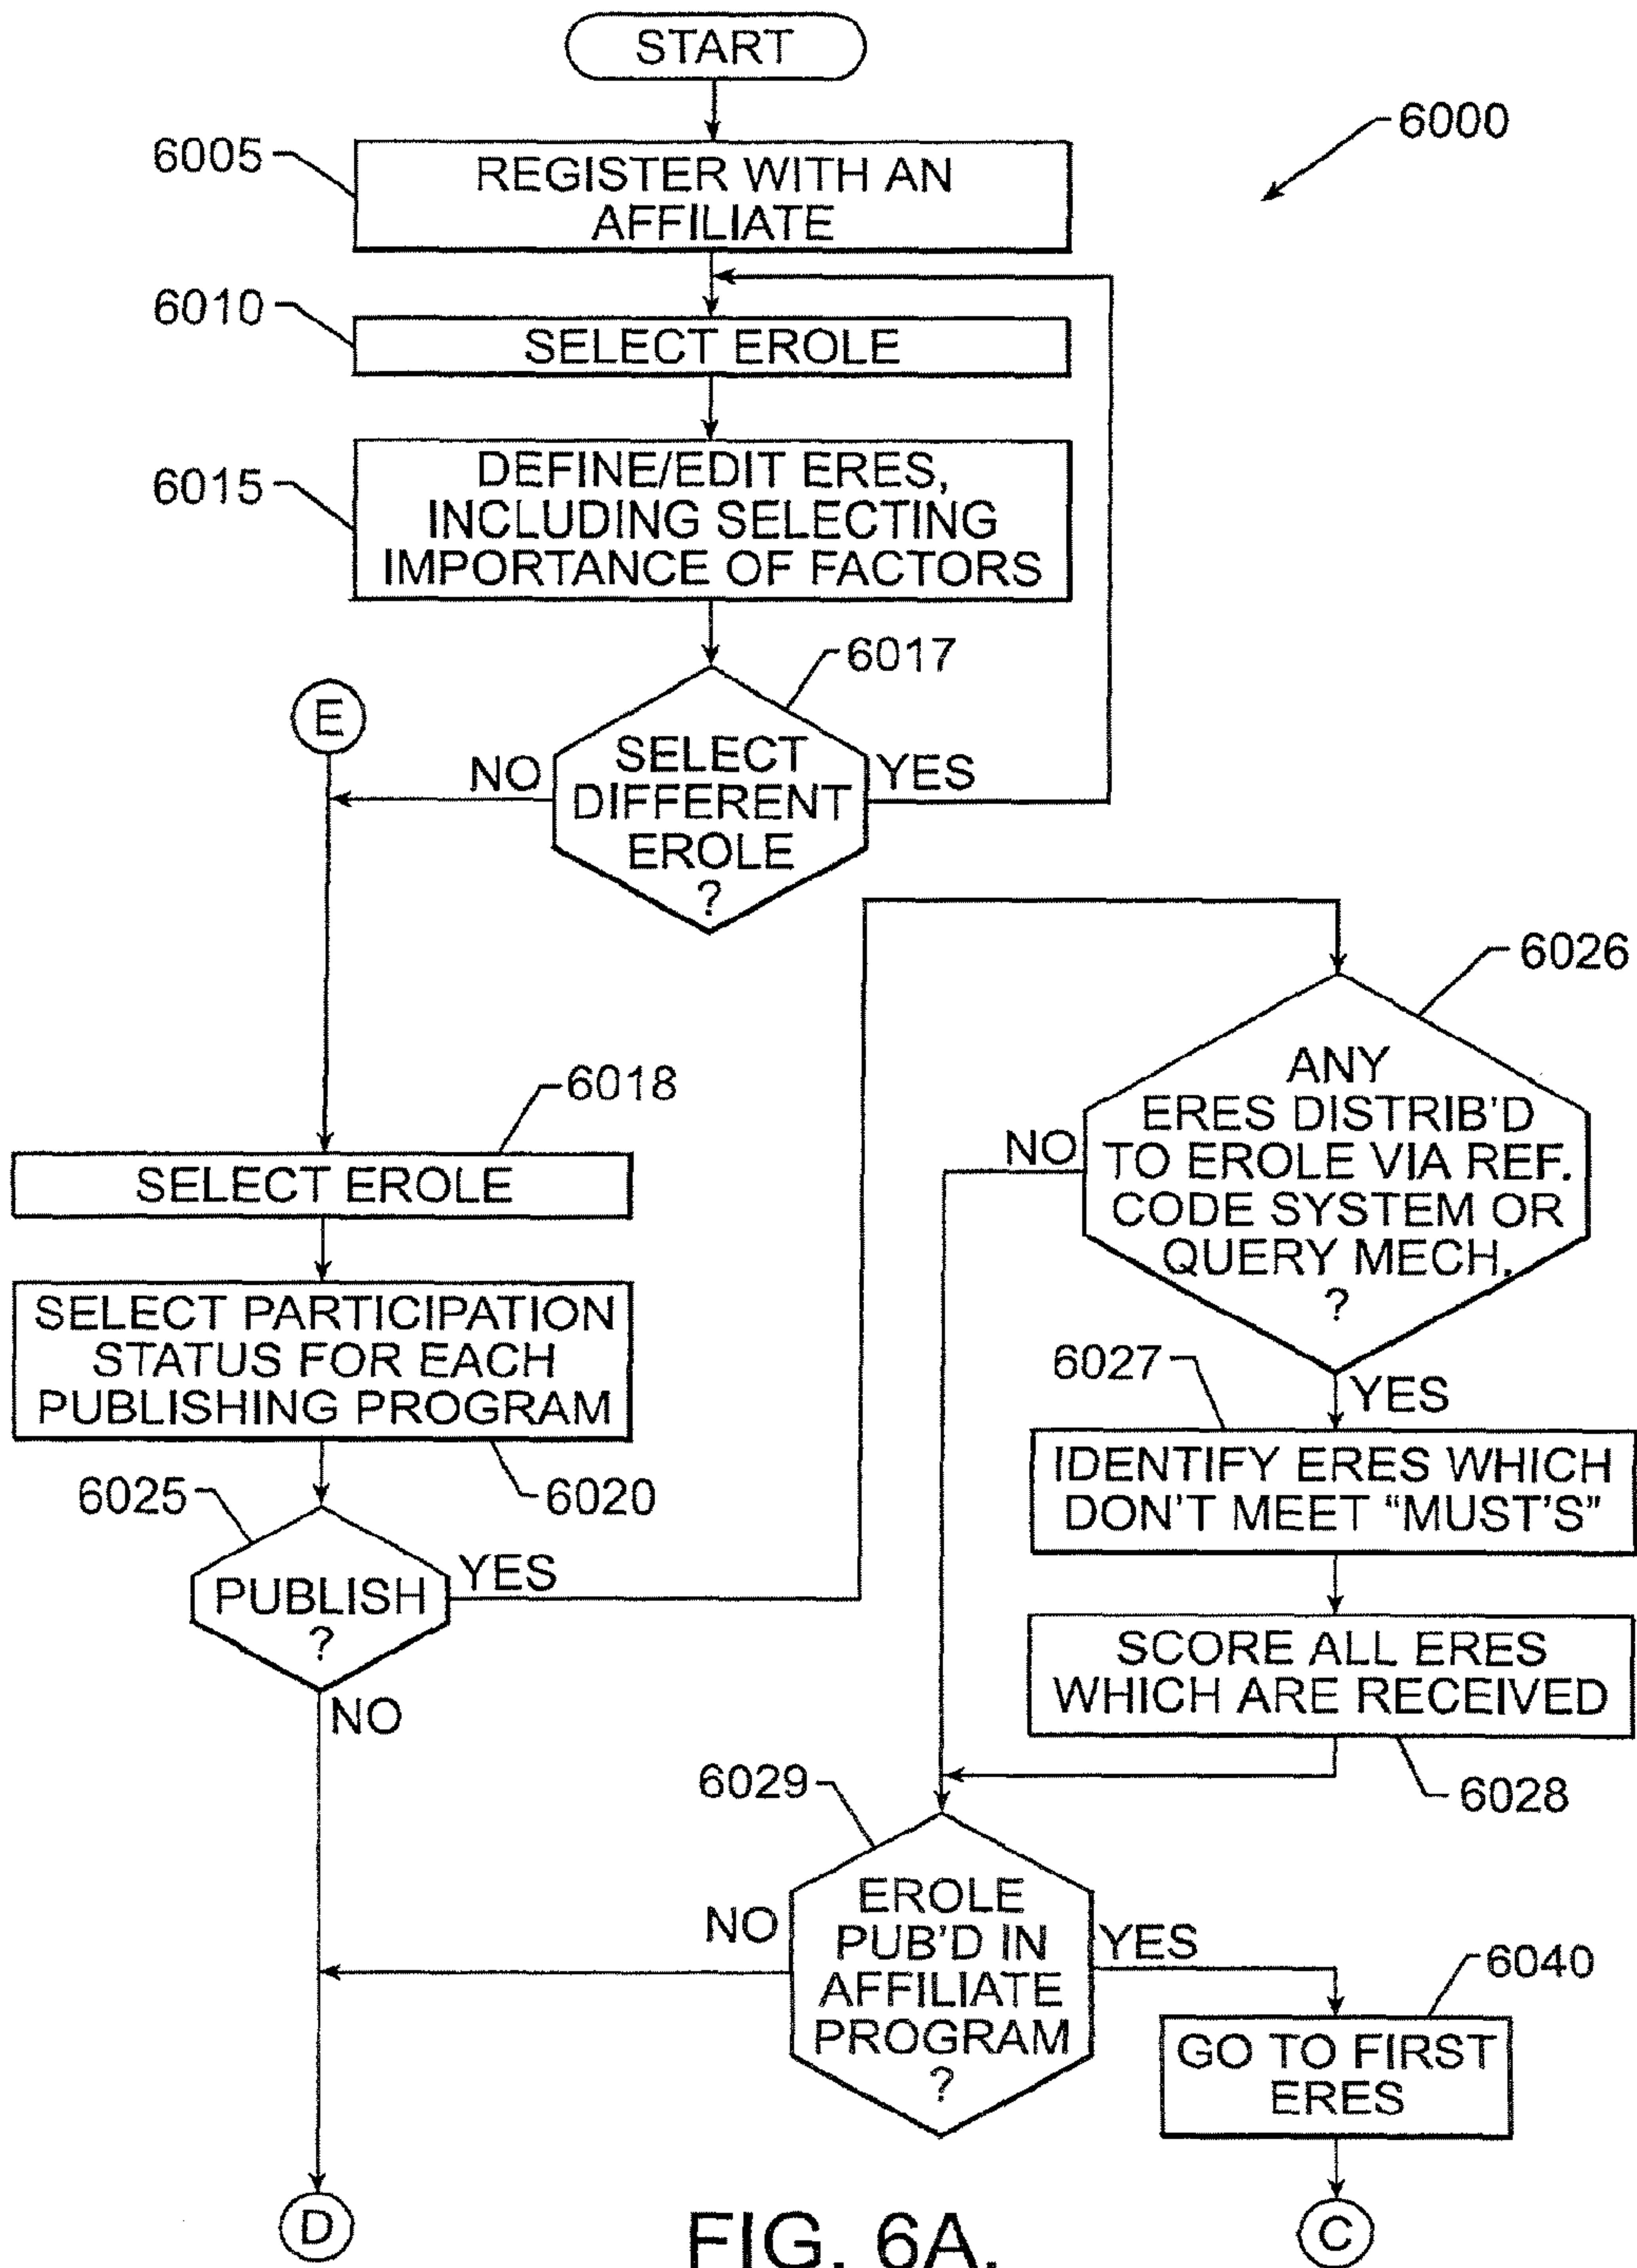 START
6000
6005
REGISTER WITH AN
AFFILIATE
6010
SELECT EROLE
6015
DEFINE/EDIT ERES,
INCLUDING SELECTING
IMPORTANCE OF FACTORS
6017
E
NO
SELECT
DIFFERENT
EROLE
?
YES
6026
ANY
ERES DISTRIB'D
TO EROLE VIA REF.
CODE SYSTEM OR
QUERY MECH.
?
NO
YES
6018
SELECT EROLE
SELECT PARTICIPATION
STATUS FOR EACH
PUBLISHING PROGRAM
6020
6025
PUBLISH
?
YES
NO
6027
IDENTIFY ERES WHICH
DON'T MEET “MUST'S”
SCORE ALL ERES
WHICH ARE RECEIVED
6028
6029
EROLE
PUB'D IN
AFFILIATE
PROGRAM
?
NO
YES
6040
GO TO FIRST
ERES
D
C
FIG. 6A.